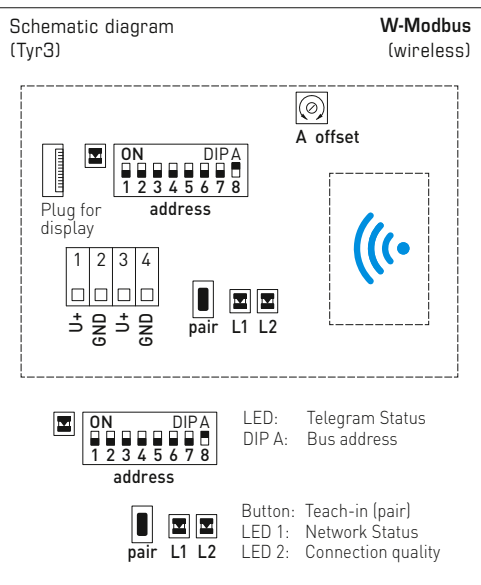 Schematic diagram
(Tyr3)
W-Modbus
(wireless)
A offset
ON DIP A
1 2 3 4 5 6 7 8
address
Plug for
display
1 2 3 4
U+ GND U+ GND
pair L1 L2
ON DIP A
1 2 3 4 5 6 7 8
address
LED: Telegram Status
DIP A: Bus address
pair L1 L2
Button: Teach-in (pair)
LED 1: Network Status
LED 2: Connection quality